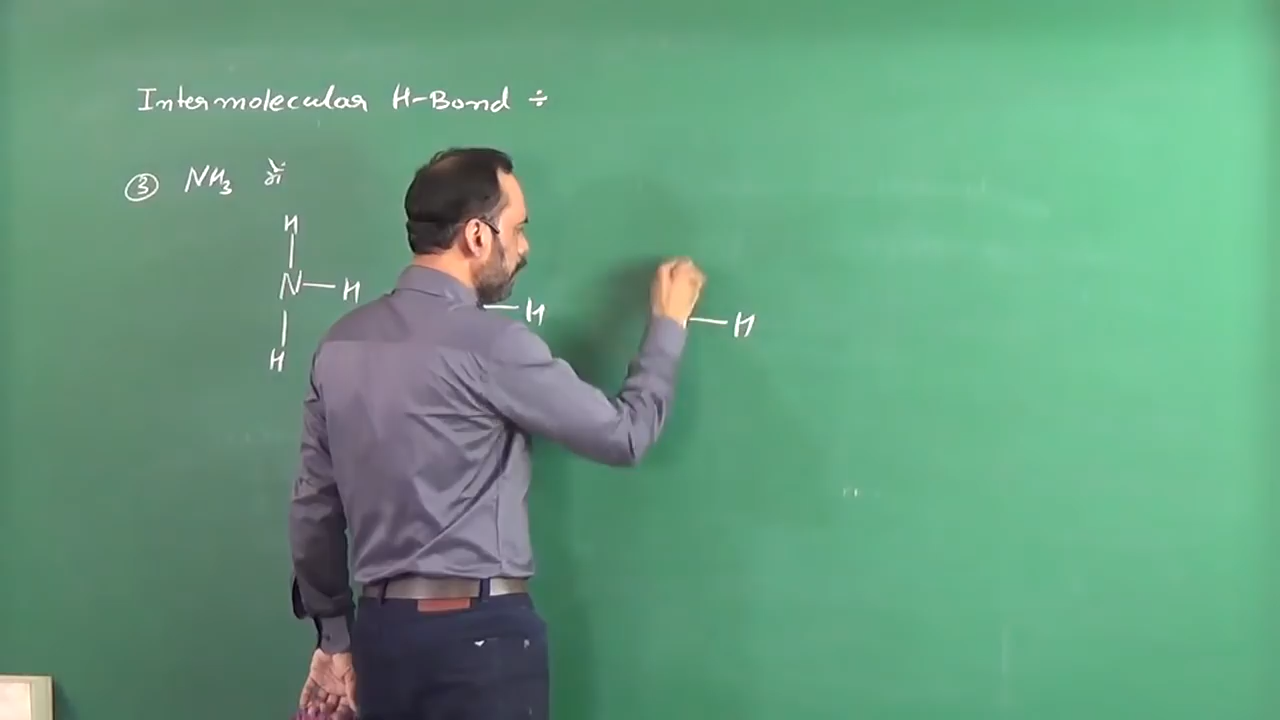 Intermolecular H-Bond ÷
③ NH₃ में
H
N—H —H —H
H